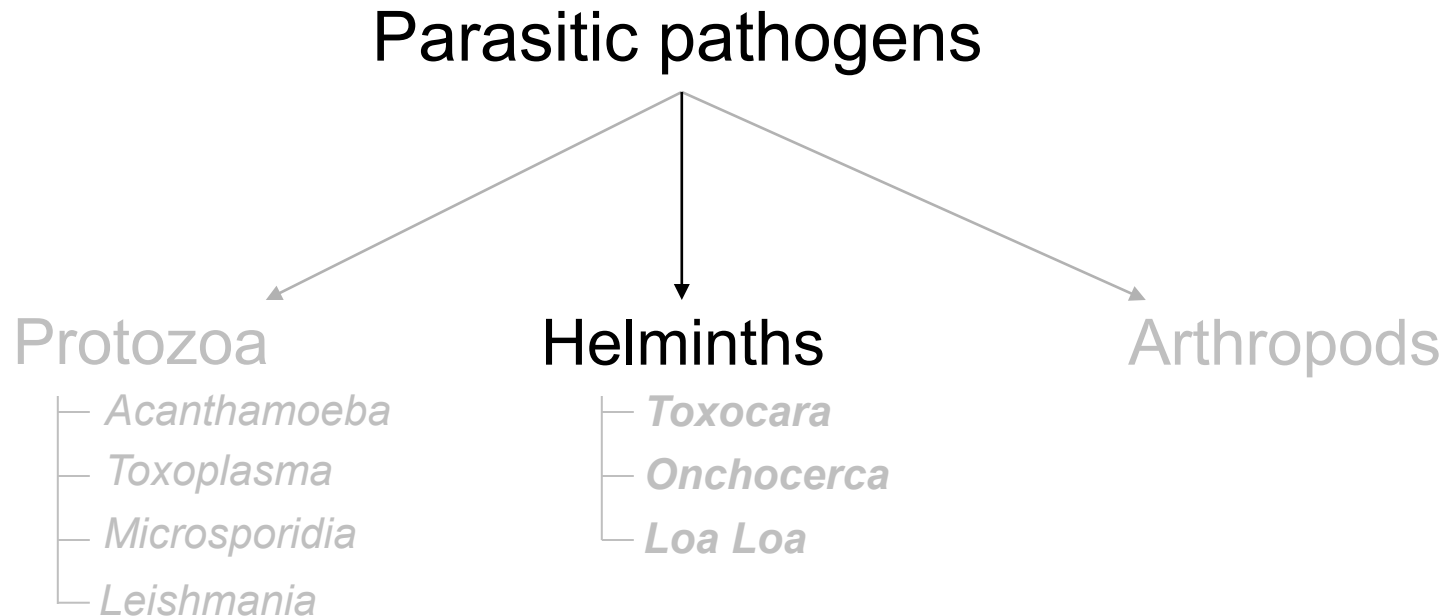 Parasitic pathogens
Protozoa
Acanthamoeba
Toxoplasma
Microsporidia
Leishmania
Helminths
Toxocara
Onchocerca
Loa Loa
Arthropods